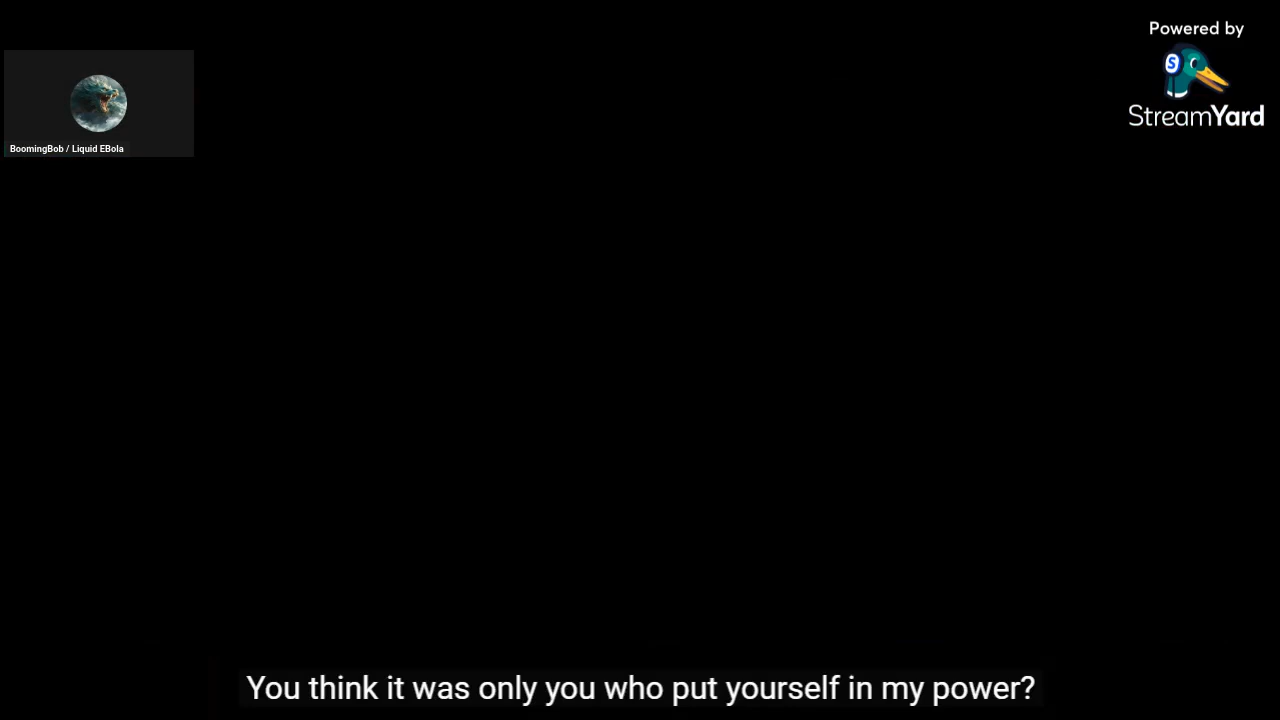 Powered by
S
StreamYard
BoomingBob / Liquid EBola
You think it was only you who put yourself in my power?